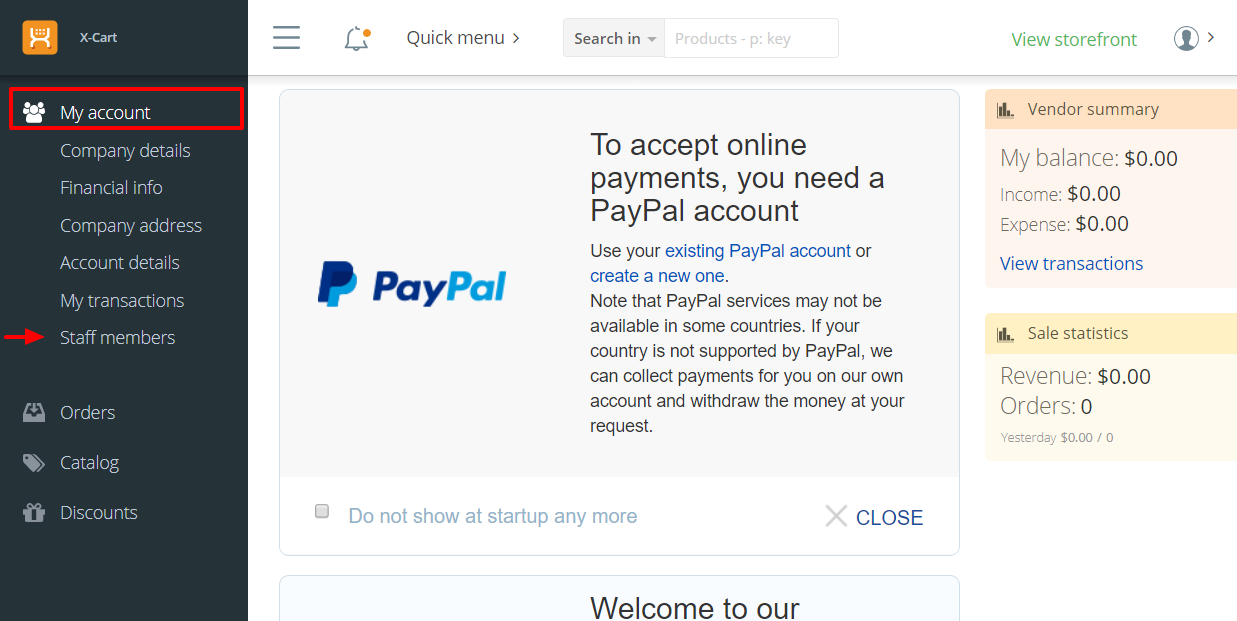 X-Cart
Quick menu
Search in
Products - p: key
View storefront
My account
Company details
Financial info
Company address
Account details
My transactions
Staff members
Orders
Catalog
Discounts
PayPal
To accept online
payments, you need a
PayPal account
Use your existing PayPal account or
create a new one.
Note that PayPal services may not be
available in some countries. If your
country is not supported by PayPal, we
can collect payments for you on our own
account and withdraw the money at your
request.
Do not show at startup any more
CLOSE
Welcome to our
Vendor summary
My balance: $0.00
Income: $0.00
Expense: $0.00
View transactions
Sale statistics
Revenue: $0.00
Orders: 0
Yesterday $0.00 / 0